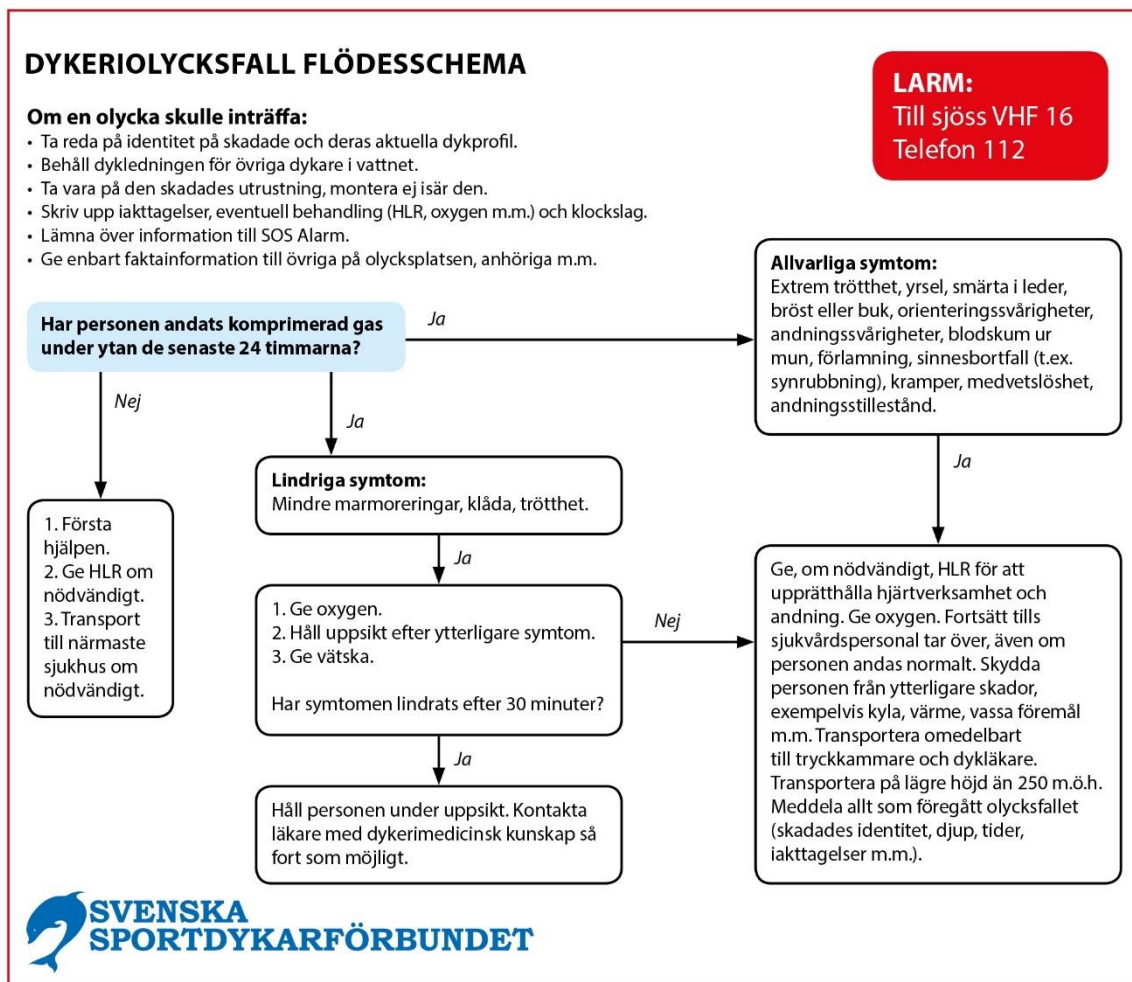 DYKERIOLYCKSFALL FLÖDESSCHEMA
LARM:
Till sjöss VHF 16
Telefon 112
Om en olycka skulle inträffa:
• Ta reda på identitet på skadade och deras aktuella dykprofil.
• Behåll dykledningen för övriga dykare i vattnet.
• Ta vara på den skadades utrustning, montera ej isär den.
• Skriv upp iakttagelser, eventuell behandling (HLR, oxygen m.m.) och klockslag.
• Lämna över information till SOS Alarm.
• Ge enbart faktainformation till övriga på olycksplatsen, anhöriga m.m.
Har personen andats komprimerad gas
under ytan de senaste 24 timmarna?
Ja
Allvarliga symtom:
Extrem trötthet, yrsel, smärta i leder,
bröst eller buk, orienteringssvårigheter,
andningssvårigheter, blodskum ur
mun, förlamning, sinnesbortfall (t.ex.
synrubbning), kramper, medvetslöshet,
andningsstillestånd.
Nej
Ja
Ja
1. Första
hjälpen.
2. Ge HLR om
nödvändigt.
3. Transport
till närmaste
sjukhus om
nödvändigt.
Lindriga symtom:
Mindre marmoreringar, klåda, trötthet.
Ja
1. Ge oxygen.
2. Håll uppsikt efter ytterligare symtom.
3. Ge vätska.
Har symtomen lindrats efter 30 minuter?
Nej
Ja
Håll personen under uppsikt. Kontakta
läkare med dykerimedicinsk kunskap så
fort som möjligt.
Ge, om nödvändigt, HLR för att
upprätthålla hjärtverksamhet och
andning. Ge oxygen. Fortsätt tills
sjukvårdspersonal tar över, även om
personen andas normalt. Skydda
personen från ytterligare skador,
exempelvis kyla, värme, vassa föremål
m.m. Transportera omedelbart
till tryckkammare och dykläkare.
Transportera på lägre höjd än 250 m.ö.h.
Meddela allt som föregått olycksfallet
(skadades identitet, djup, tider,
iakttagelser m.m.).
SVENSKA
SPORTDYKARFÖRBUNDET